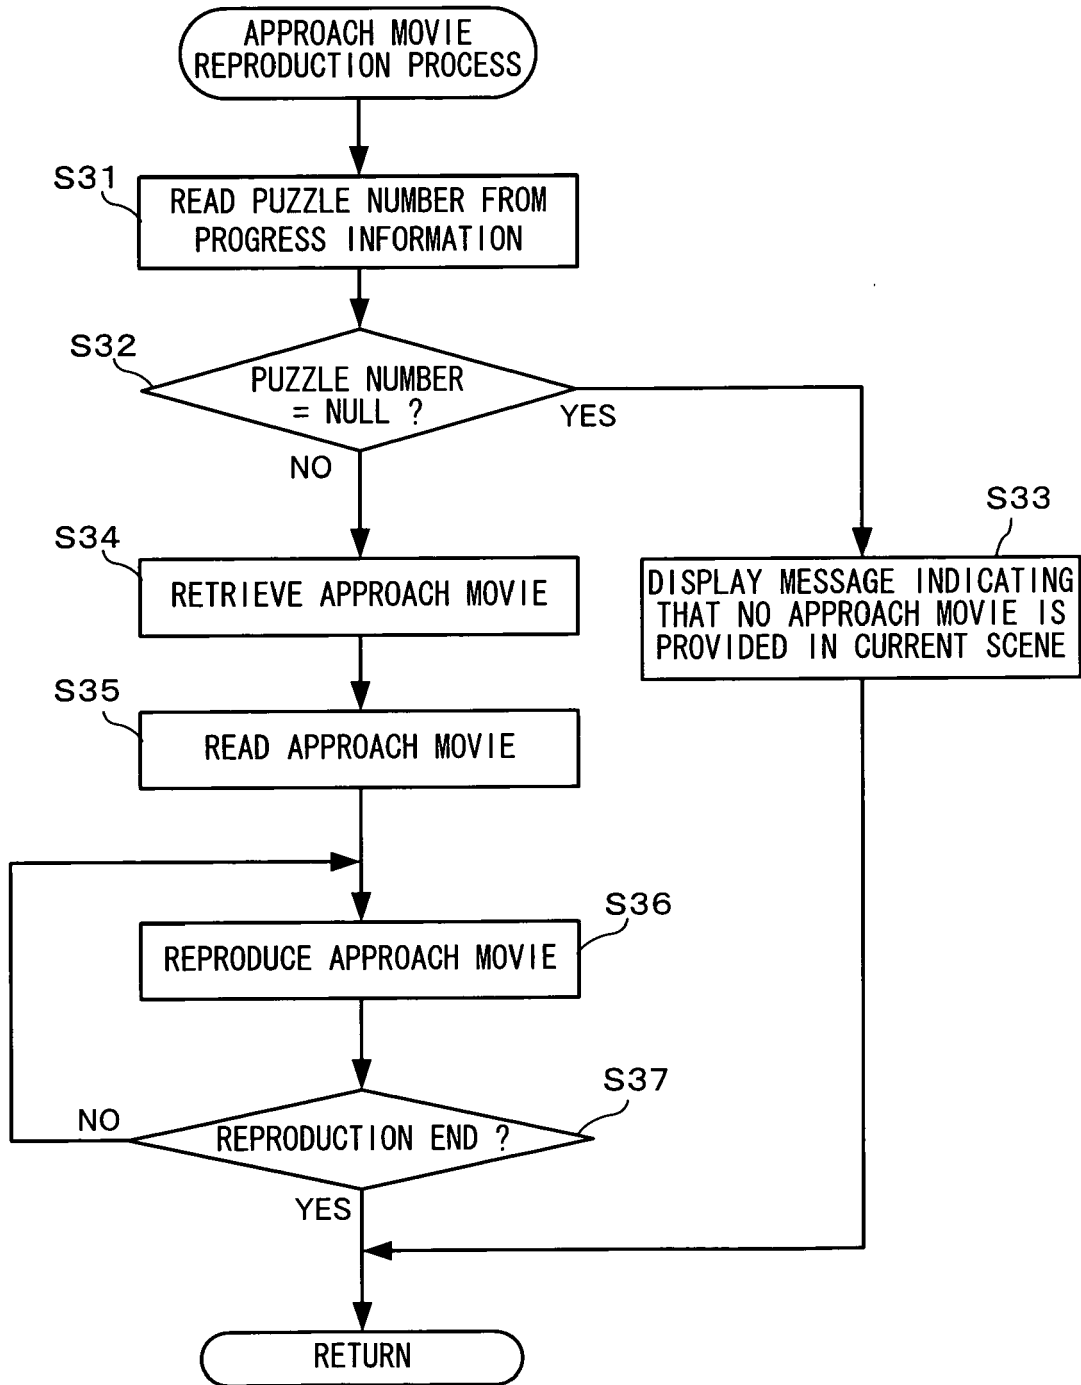 APPROACH MOVIE
REPRODUCTION PROCESS
S31
READ PUZZLE NUMBER FROM
PROGRESS INFORMATION
S32
PUZZLE NUMBER
= NULL ?
YES
NO
S33
DISPLAY MESSAGE INDICATING
THAT NO APPROACH MOVIE IS
PROVIDED IN CURRENT SCENE
S34
RETRIEVE APPROACH MOVIE
S35
READ APPROACH MOVIE
S36
REPRODUCE APPROACH MOVIE
S37
REPRODUCTION END ?
NO
YES
RETURN